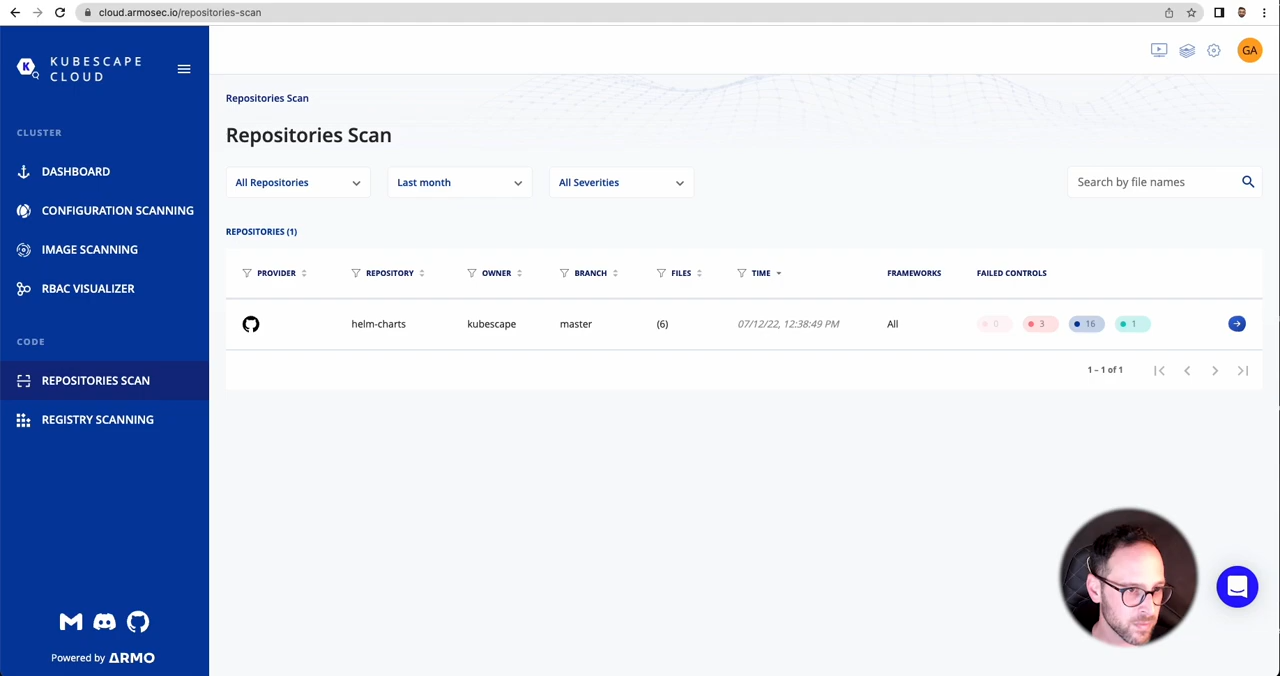 cloud.armosec.io/repositories-scan
KUBESCAPE
CLOUD
GA
CLUSTER
DASHBOARD
CONFIGURATION SCANNING
IMAGE SCANNING
RBAC VISUALIZER
CODE
REPOSITORIES SCAN
REGISTRY SCANNING
Powered by ARMO
Repositories Scan
Repositories Scan
All Repositories Last month All Severities Search by file names
REPOSITORIES (1)
PROVIDER REPOSITORY OWNER BRANCH FILES TIME FRAMEWORKS FAILED CONTROLS
helm-charts kubescape master (6) 07/12/22, 12:38:49 PM All 0 3 16 1
1 – 1 of 1